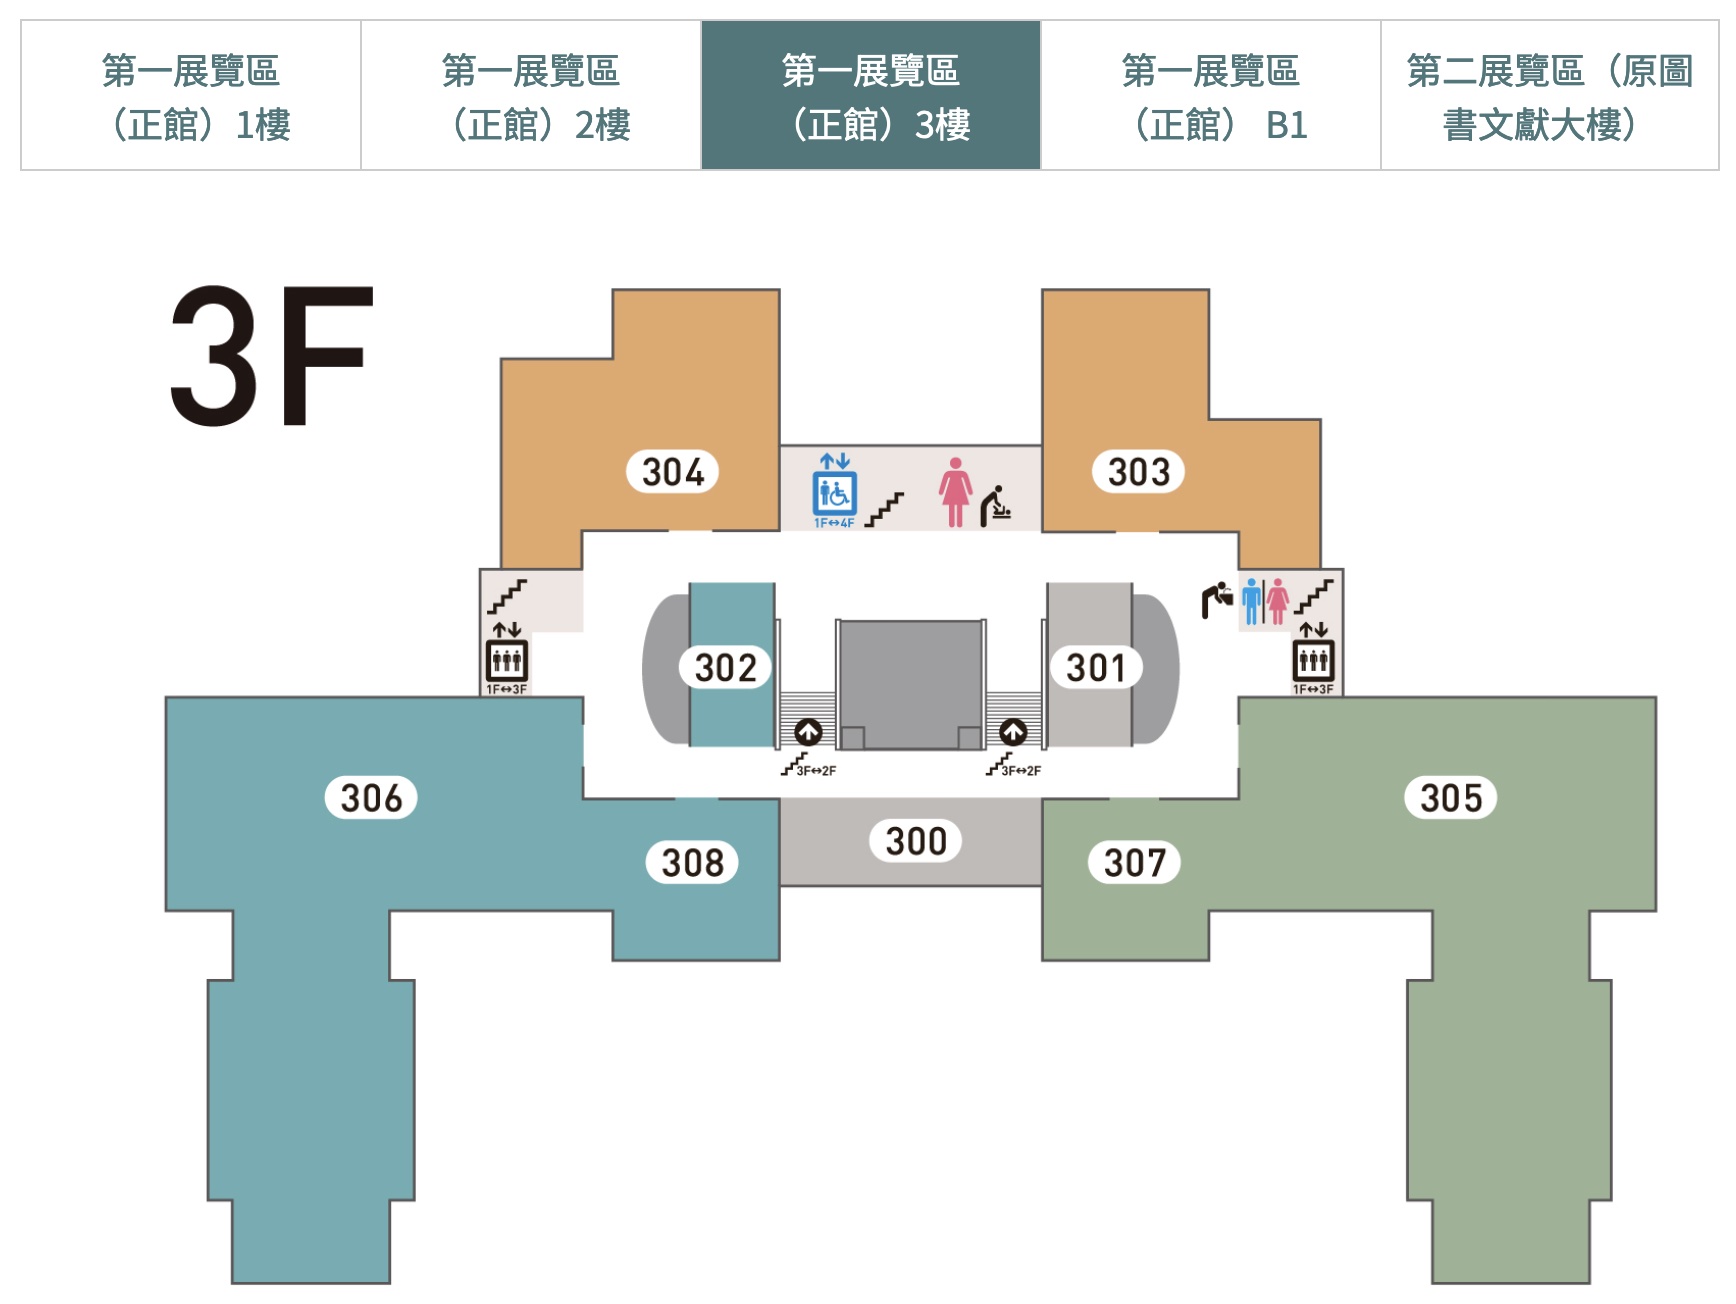 第一展覽區
（正館）1樓
第一展覽區
（正館）2樓
第一展覽區
（正館）3樓
第一展覽區
（正館） B1
第二展覽區（原圖
書文獻大樓）
3F
304
303
1F↔4F
302
301
1F↔3F
1F↔3F
3F↔2F
3F↔2F
306
305
300
308
307